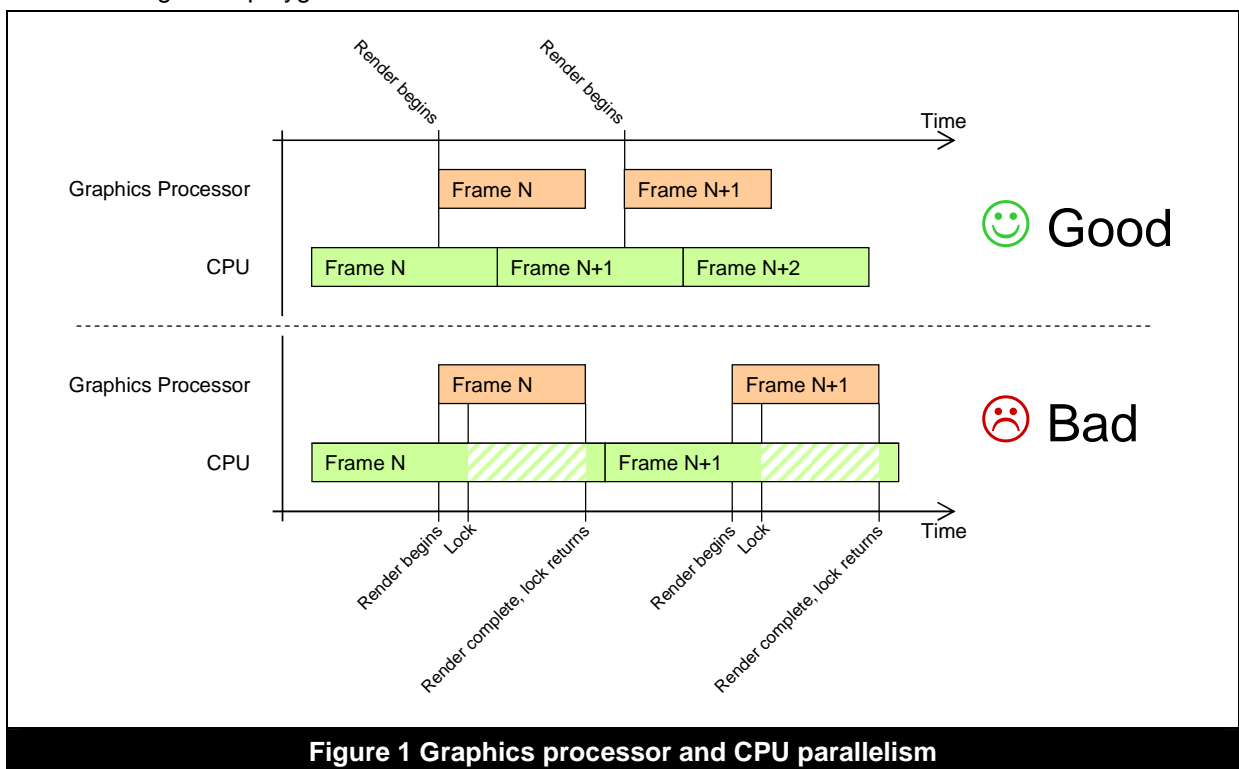 Render begins
Render begins
Time
Graphics Processor
Frame N
Frame N+1
Good
CPU
Frame N
Frame N+1
Frame N+2
Graphics Processor
Frame N
Frame N+1
Bad
CPU
Frame N
Frame N+1
Time
Render begins
Lock
Render complete, lock returns
Render begins
Lock
Render complete, lock returns
Figure 1 Graphics processor and CPU parallelism